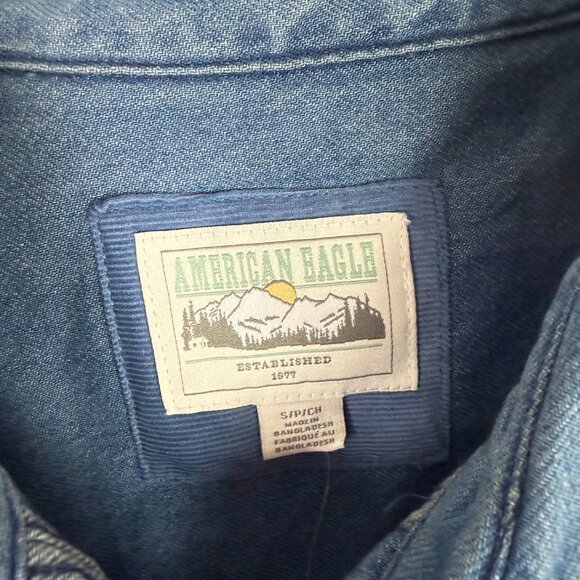 AMERICAN EAGLE
ESTABLISHED
1977
S/P/CH
MADE IN
BANGLADESH
FABRIQUÉ AU
BANGLADESH